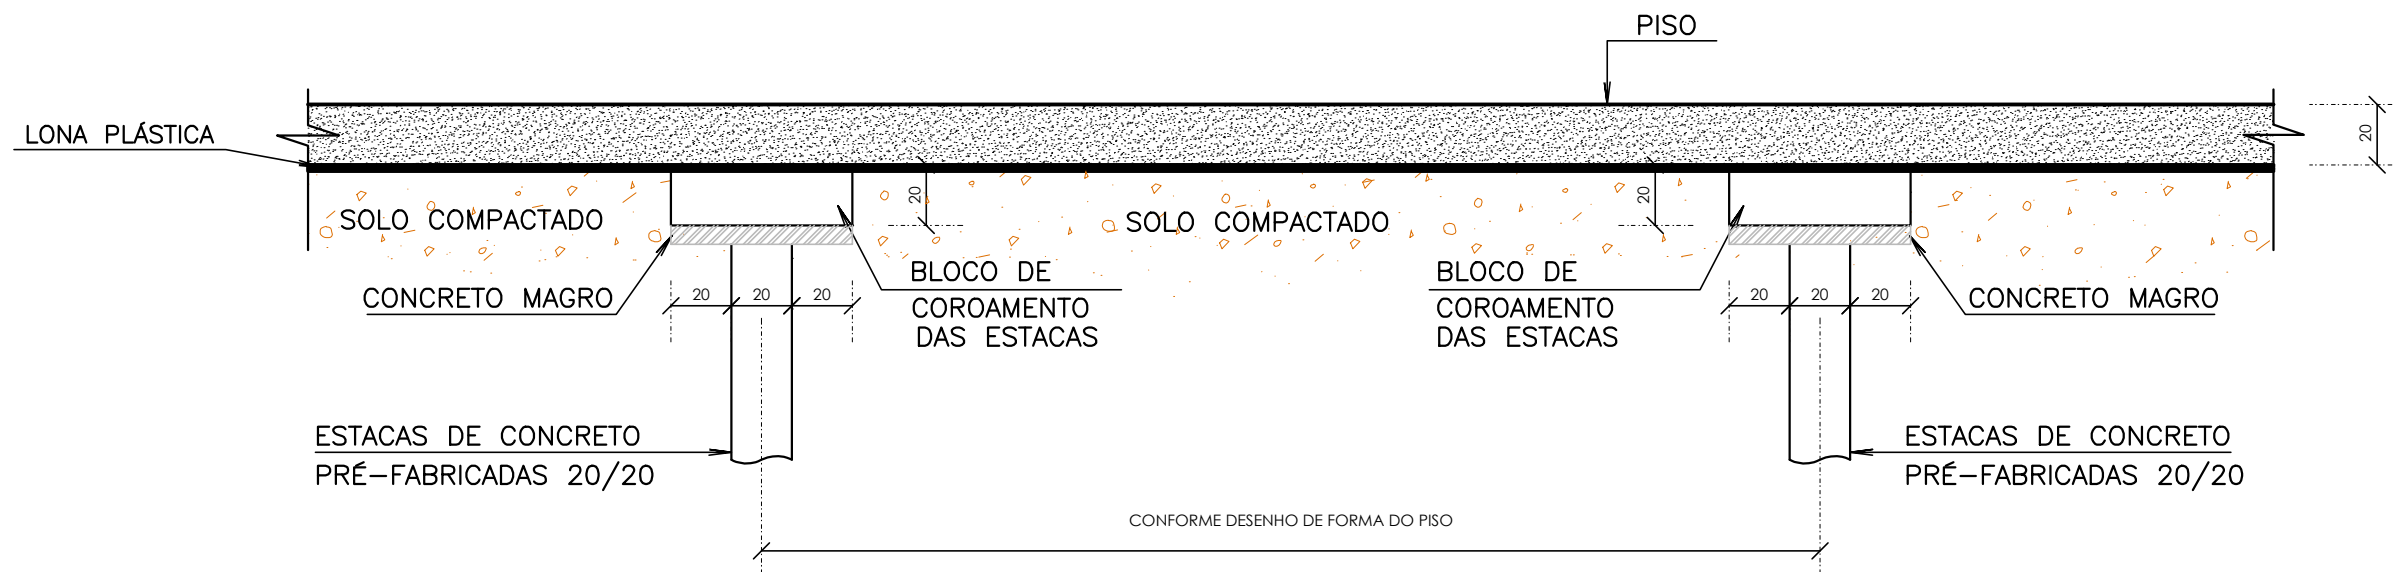 PISO
LONA PLÁSTICA
20
20
20
SOLO COMPACTADO
SOLO COMPACTADO
CONCRETO MAGRO
20 20 20
BLOCO DE
COROAMENTO
DAS ESTACAS
BLOCO DE
COROAMENTO
DAS ESTACAS
20 20 20
CONCRETO MAGRO
ESTACAS DE CONCRETO
PRÉ-FABRICADAS 20/20
ESTACAS DE CONCRETO
PRÉ-FABRICADAS 20/20
CONFORME DESENHO DE FORMA DO PISO